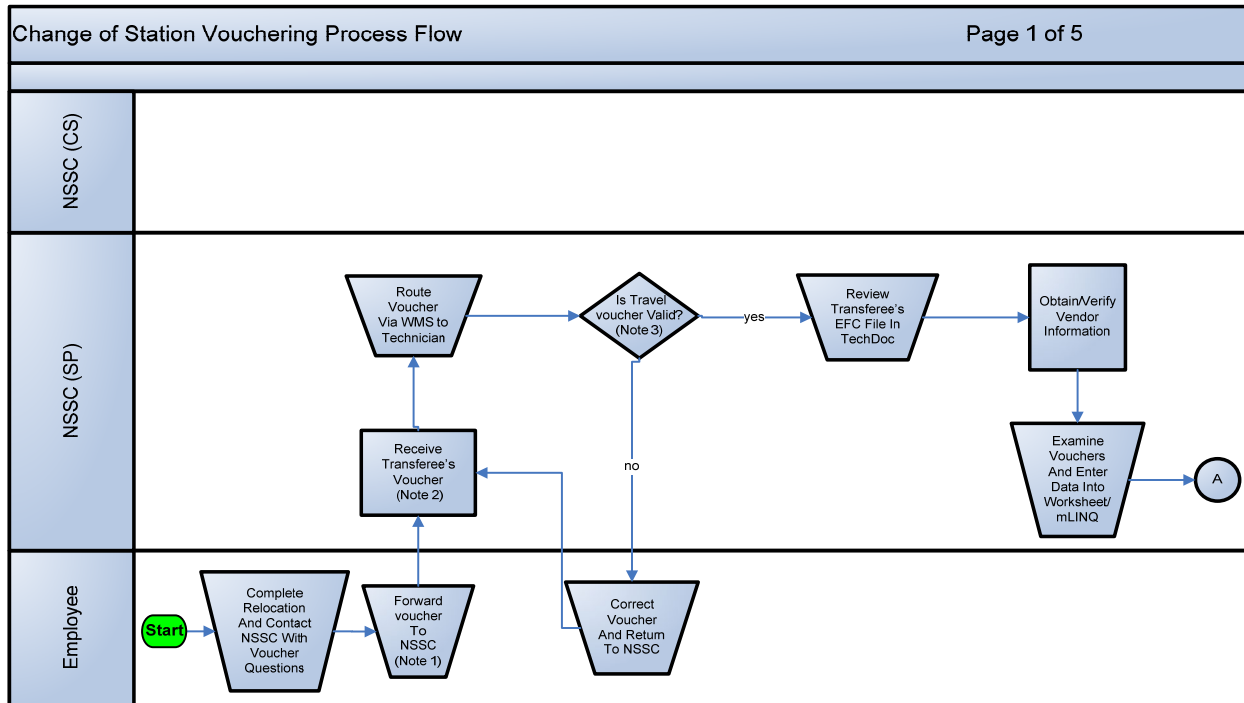 Change of Station Vouchering Process Flow
Page 1 of 5
NSSC (CS)
NSSC (SP)
Route
Voucher
Via WMS to
Technician
Is Travel
voucher Valid?
(Note 3)
yes
Review
Transferee's
EFC File In
TechDoc
Obtain/Verify
Vendor
Information
Receive
Transferee's
Voucher
(Note 2)
no
Examine
Vouchers
And Enter
Data Into
Worksheet/
mLINQ
A
Employee
Start
Complete
Relocation
And Contact
NSSC With
Voucher
Questions
Forward
voucher
To
NSSC
(Note 1)
Correct
Voucher
And Return
To NSSC